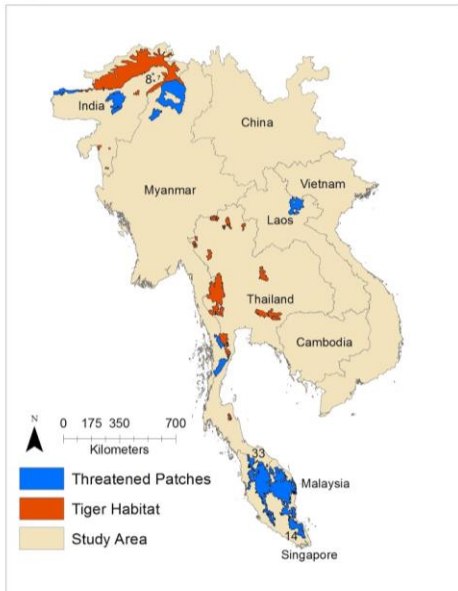 8
India
China
Vietnam
Myanmar
Laos
Thailand
Cambodia
N
0 175 350 700
Kilometers
33
Threatened Patches
Malaysia
Tiger Habitat
Study Area
14
Singapore